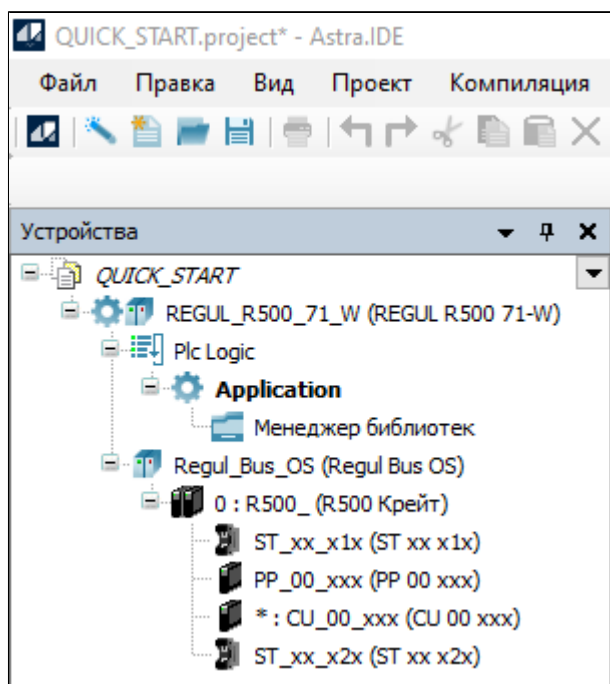 QUICK_START.project* - Astra.IDE
Файл Правка Вид Проект Компиляция
Устройства
QUICK_START
REGUL_R500_71_W (REGUL R500 71-W)
Plc Logic
Application
Менеджер библиотек
Regul_Bus_OS (Regul Bus OS)
0 : R500_ (R500 Крейт)
ST_xx_x1x (ST xx x1x)
PP_00_xxx (PP 00 xxx)
* : CU_00_xxx (CU 00 xxx)
ST_xx_x2x (ST xx x2x)